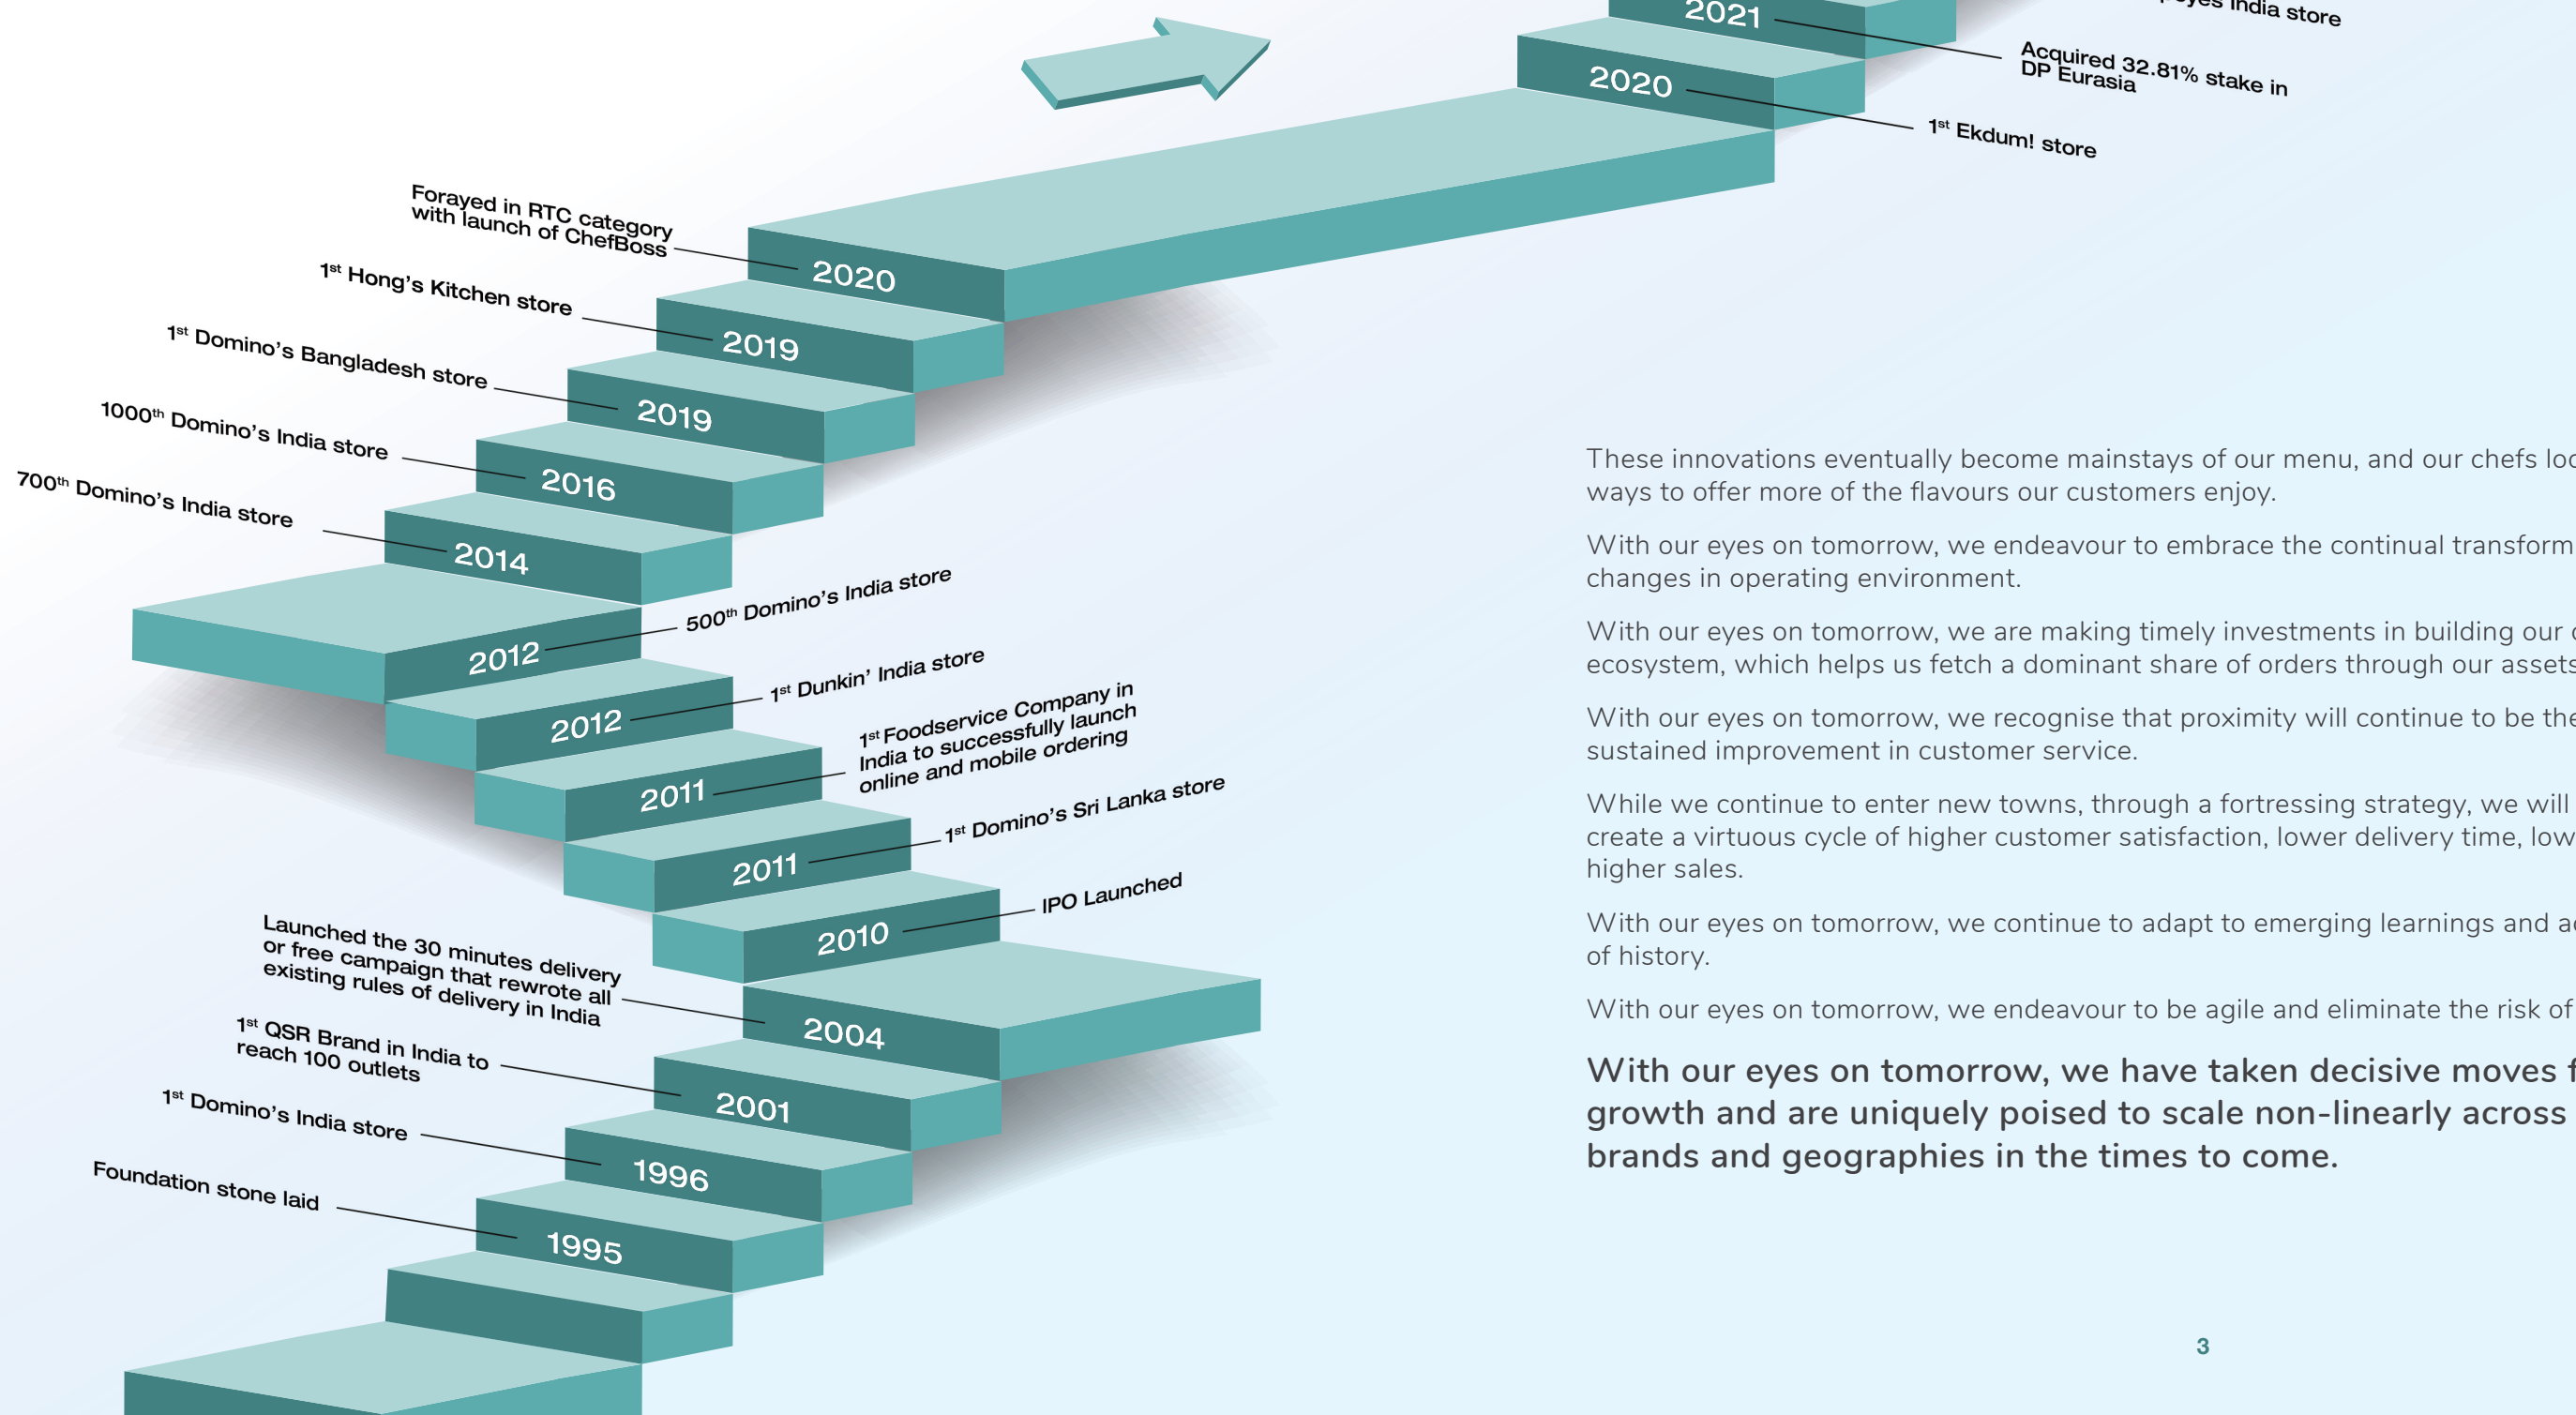 India store
2021
Acquired 32.81% stake in
DP Eurasia
2020
1st Ekdum! store
Forayed in RTC category
with launch of ChefBoss
2020
1st Hong's Kitchen store
2019
1st Domino's Bangladesh store
2019
1000th Domino's India store
2016
700th Domino's India store
2014
500th Domino's India store
2012
1st Dunkin' India store
2012
1st Foodservice Company in
India to successfully launch
online and mobile ordering
2011
1st Domino's Sri Lanka store
2011
IPO Launched
2010
Launched the 30 minutes delivery
or free campaign that rewrote all
existing rules of delivery in India
2004
1st QSR Brand in India to
reach 100 outlets
2001
1st Domino's India store
1996
Foundation stone laid
1995
These innovations eventually become mainstays of our menu, and our chefs
ways to offer more of the flavours our customers enjoy.
With our eyes on tomorrow, we endeavour to embrace the continual
changes in operating environment.
With our eyes on tomorrow, we are making timely investments in building our
ecosystem, which helps us fetch a dominant share of orders through our assets
With our eyes on tomorrow, we recognise that proximity will continue to be the
sustained improvement in customer service.
While we continue to enter new towns, through a fortressing strategy, we will
create a virtuous cycle of higher customer satisfaction, lower delivery time,
higher sales.
With our eyes on tomorrow, we continue to adapt to emerging learnings and
of history.
With our eyes on tomorrow, we endeavour to be agile and eliminate the risk of
With our eyes on tomorrow, we have taken decisive moves
growth and are uniquely poised to scale non-linearly across
brands and geographies in the times to come.
3